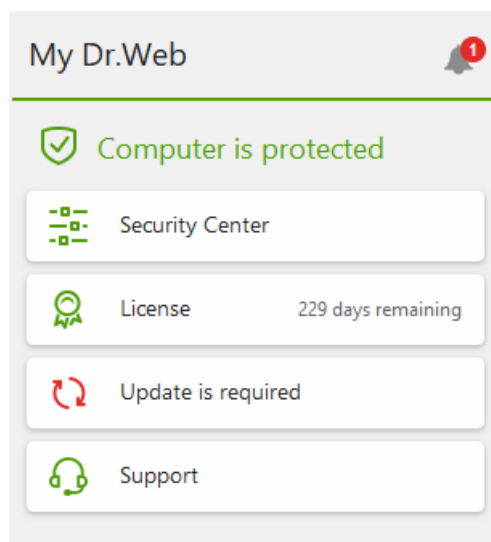 My Dr.Web
1
Computer is protected
Security Center
License 229 days remaining
Update is required
Support